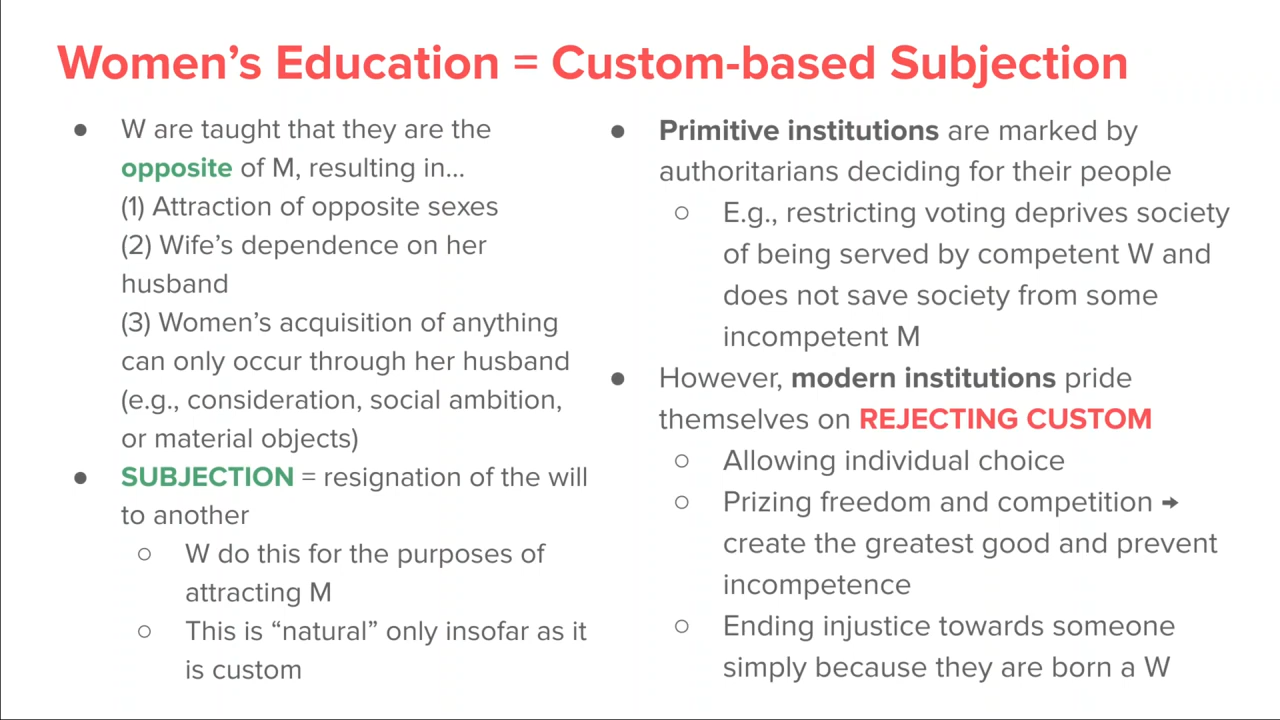 Women’s Education = Custom-based Subjection
● W are taught that they are the
opposite of M, resulting in...
(1) Attraction of opposite sexes
(2) Wife’s dependence on her
husband
(3) Women’s acquisition of anything
can only occur through her husband
(e.g., consideration, social ambition,
or material objects)
● SUBJECTION = resignation of the will
to another
○ W do this for the purposes of
attracting M
○ This is “natural” only insofar as it
is custom
● Primitive institutions are marked by
authoritarians deciding for their people
○ E.g., restricting voting deprives society
of being served by competent W and
does not save society from some
incompetent M
● However, modern institutions pride
themselves on REJECTING CUSTOM
○ Allowing individual choice
○ Prizing freedom and competition →
create the greatest good and prevent
incompetence
○ Ending injustice towards someone
simply because they are born a W